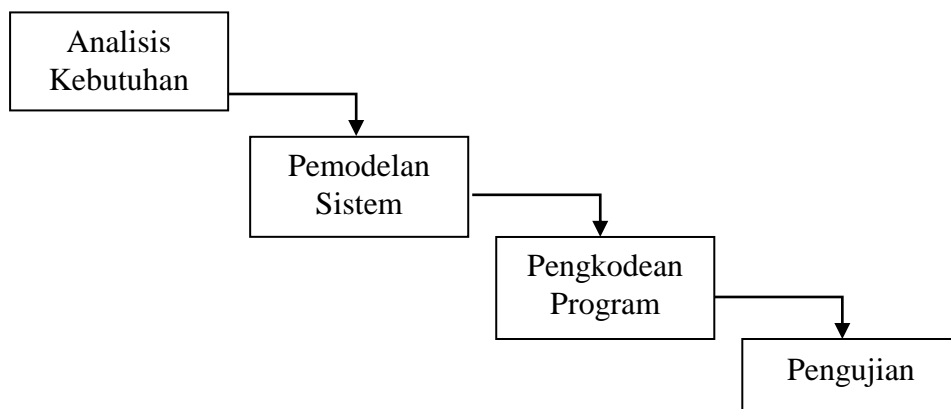 Analisis
Kebutuhan
Pemodelan
Sistem
Pengkodean
Program
Pengujian